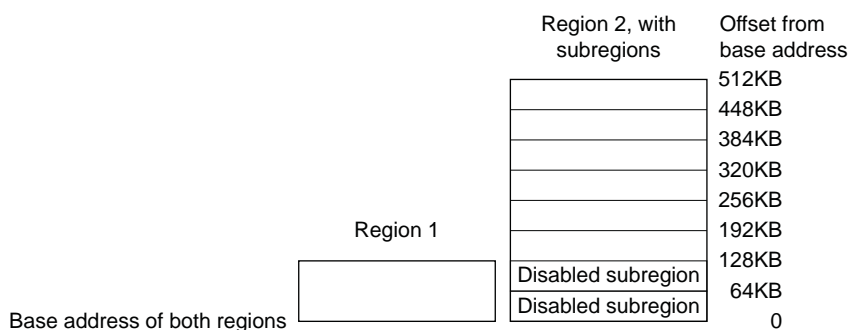 Region 2, with
subregions
Offset from
base address
512KB
448KB
384KB
320KB
256KB
192KB
Region 1
128KB
Disabled subregion
64KB
Disabled subregion
Base address of both regions
0